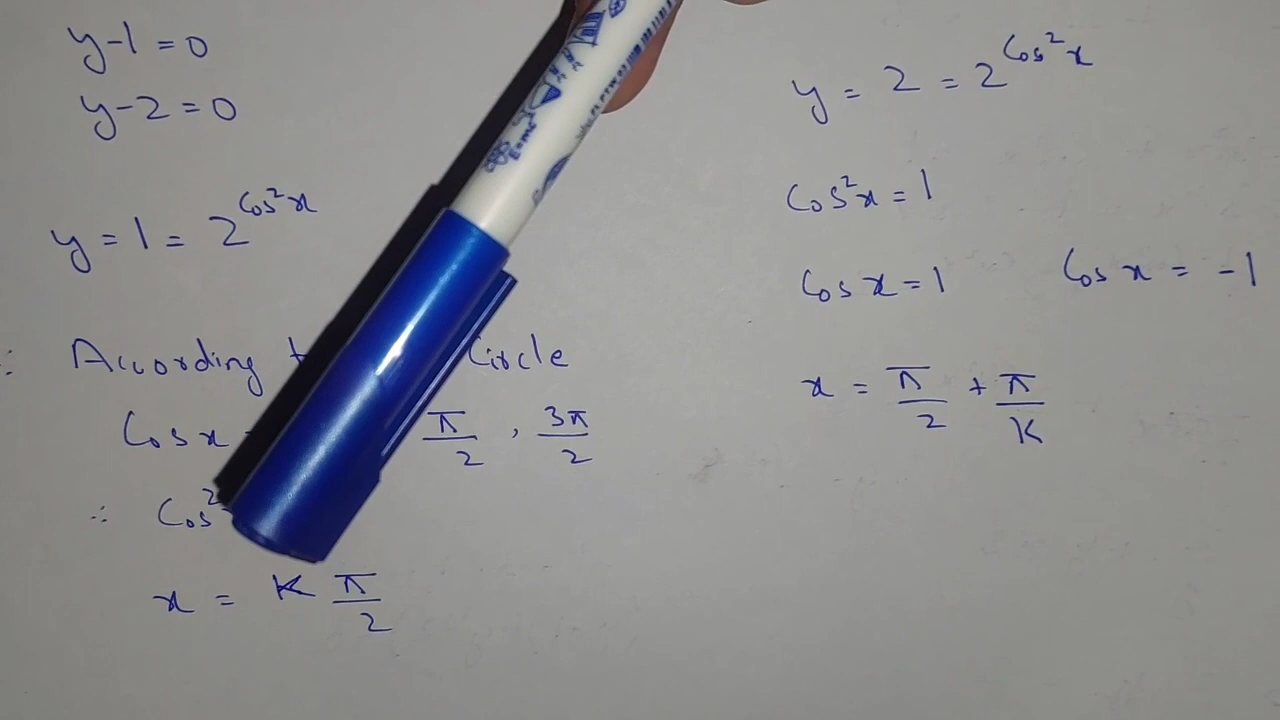 y-1 = 0
y-2 = 0
y = 1 = 2^{Cos²x}
∴ According t Circle
Cosx π/2 , 3π/2
∴ Cos²
x = K π/2
y = 2 = 2^{Cos²x}
Cos²x = 1
Cos x = 1 Cos x = -1
x = π/2 + π/K
E=mc²